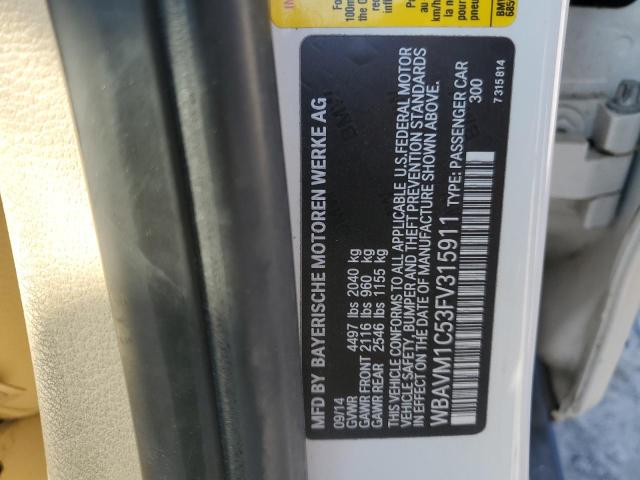 MFD BY BAYERISCHE MOTOREN WERKE AG
09/14
GVWR 4497 lbs 2040 kg
GAWR FRONT 2116 lbs 960 kg
GAWR REAR 2546 lbs 1155 kg
THIS VEHICLE CONFORMS TO ALL APPLICABLE U.S. FEDERAL MOTOR
VEHICLE SAFETY, BUMPER AND THEFT PREVENTION STANDARDS
IN EFFECT ON DATE OF MANUFACTURE SHOWN ABOVE.
WBAVM1C53FV315911 TYPE: PASSENGER CAR
300
7 315 814